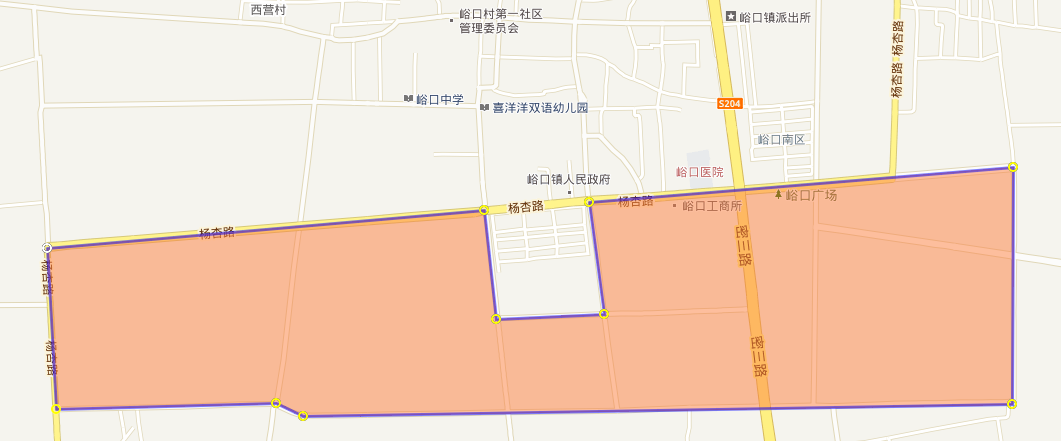 西营村
峪口村第一社区
管理委员会
峪口镇派出所
杨杏路
杨杏路
峪口中学
喜洋洋双语幼儿园
S204
峪口南区
峪口医院
峪口镇人民政府
峪口广场
杨杏路
杨杏路
峪口工商所
杨杏路
密三路
杨杏路
密三路
杨杏路